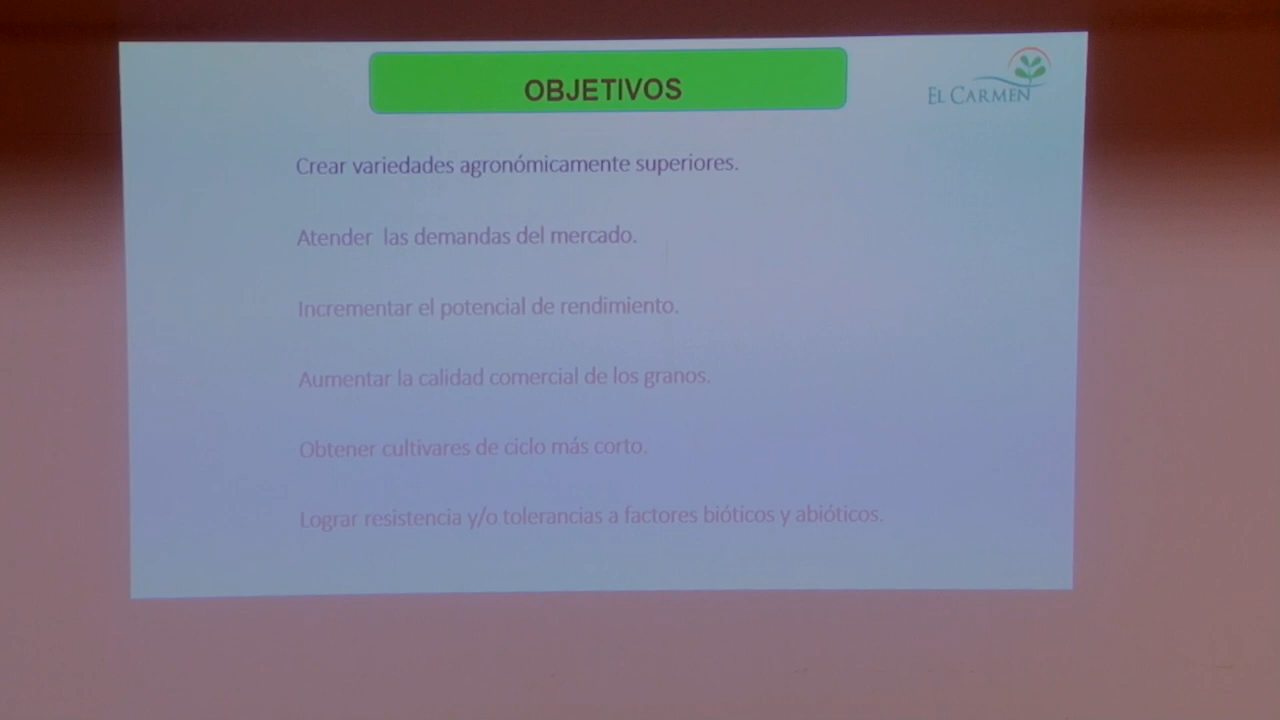 OBJETIVOS
EL CARMEN
Crear variedades agronómicamente superiores.
Atender las demandas del mercado.
Incrementar el potencial de rendimiento.
Aumentar la calidad comercial de los granos.
Obtener cultivares de ciclo más corto.
Lograr resistencia y/o tolerancias a factores bióticos y abióticos.